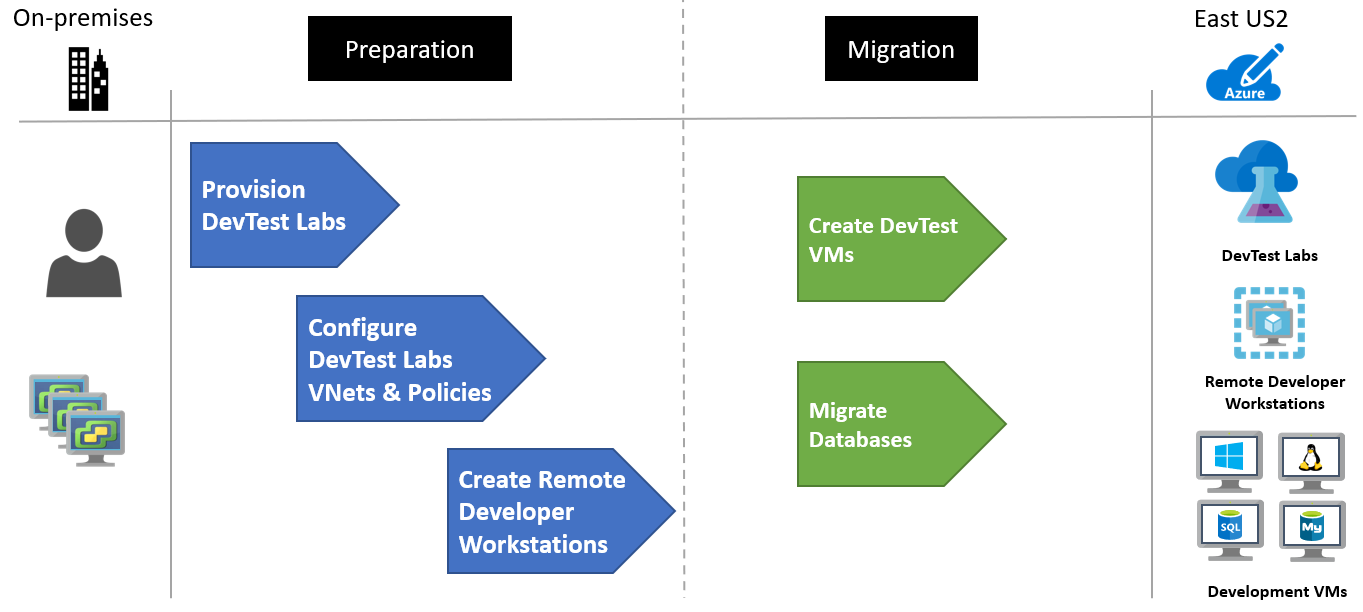 On-premises
Preparation
Migration
East US2
Azure
Provision
DevTest Labs
Configure
DevTest Labs
VNets & Policies
Create Remote
Developer
Workstations
Create DevTest
VMs
Migrate
Databases
DevTest Labs
Remote Developer
Workstations
SQL
My
Development VMs